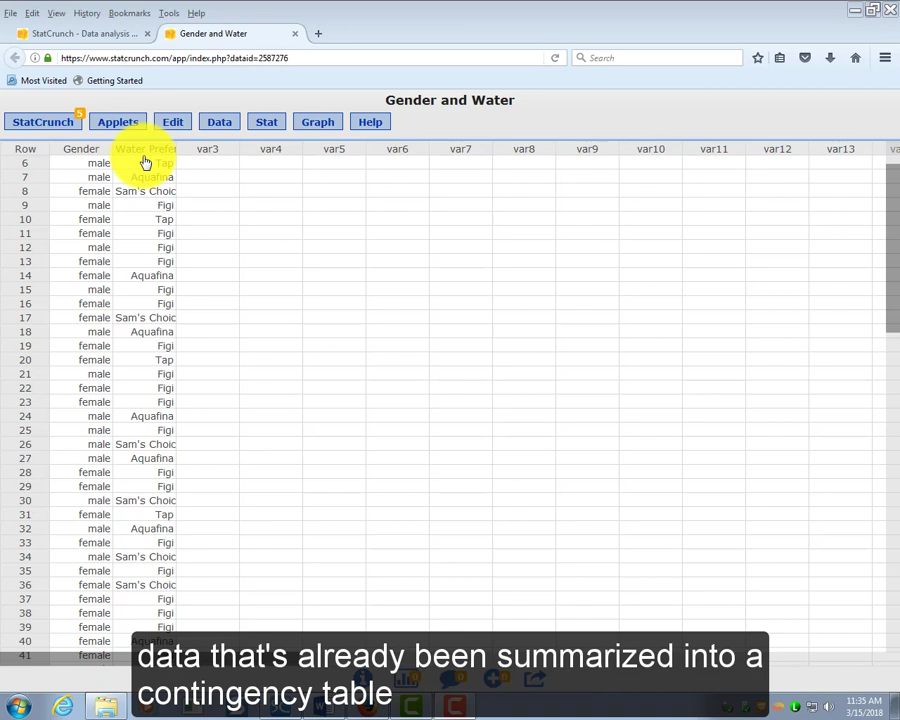 File Edit View History Bookmarks Tools Help
StatCrunch - Data analysis ... × Gender and Water × +
https://www.statcrunch.com/app/index.php?dataid=2587276 Search
Most Visited Getting Started
Gender and Water
StatCrunch 5 Applets Edit Data Stat Graph Help
Row Gender Water Prefer var3 var4 var5 var6 var7 var8 var9 var10 var11 var12 var13 va
6 male Tap
7 male Aquafina
8 female Sam's Choic
9 male Figi
10 female Tap
11 female Figi
12 male Figi
13 female Figi
14 female Aquafina
15 male Figi
16 female Figi
17 female Sam's Choic
18 male Aquafina
19 female Figi
20 female Tap
21 male Figi
22 female Figi
23 female Figi
24 male Aquafina
25 male Figi
26 male Sam's Choic
27 male Aquafina
28 female Figi
29 female Figi
30 male Sam's Choic
31 female Tap
32 male Aquafina
33 female Figi
34 male Sam's Choic
35 female Figi
36 female Sam's Choic
37 female Figi
38 female Figi
39 female Figi
40 female Aquafina
41 female
data that's already been summarized into a
contingency table
11:35 AM
3/15/2018